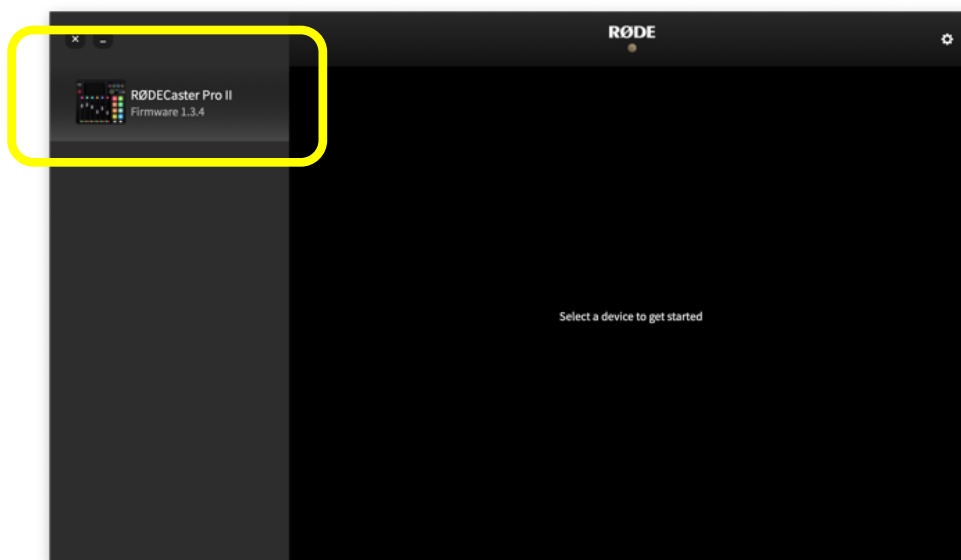 RØDE
RØDECaster Pro II
Firmware 1.3.4
Select a device to get started